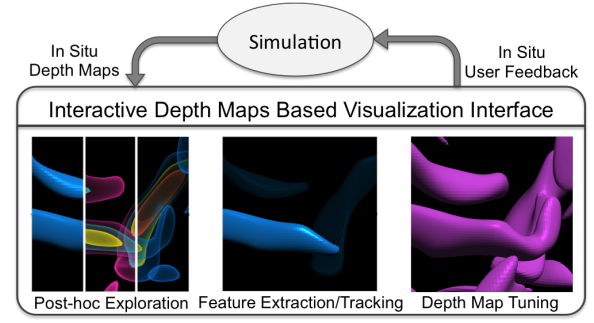 Simulation
In Situ
Depth Maps
In Situ
User Feedback
Interactive Depth Maps Based Visualization Interface
Post-hoc Exploration
Feature Extraction/Tracking
Depth Map Tuning